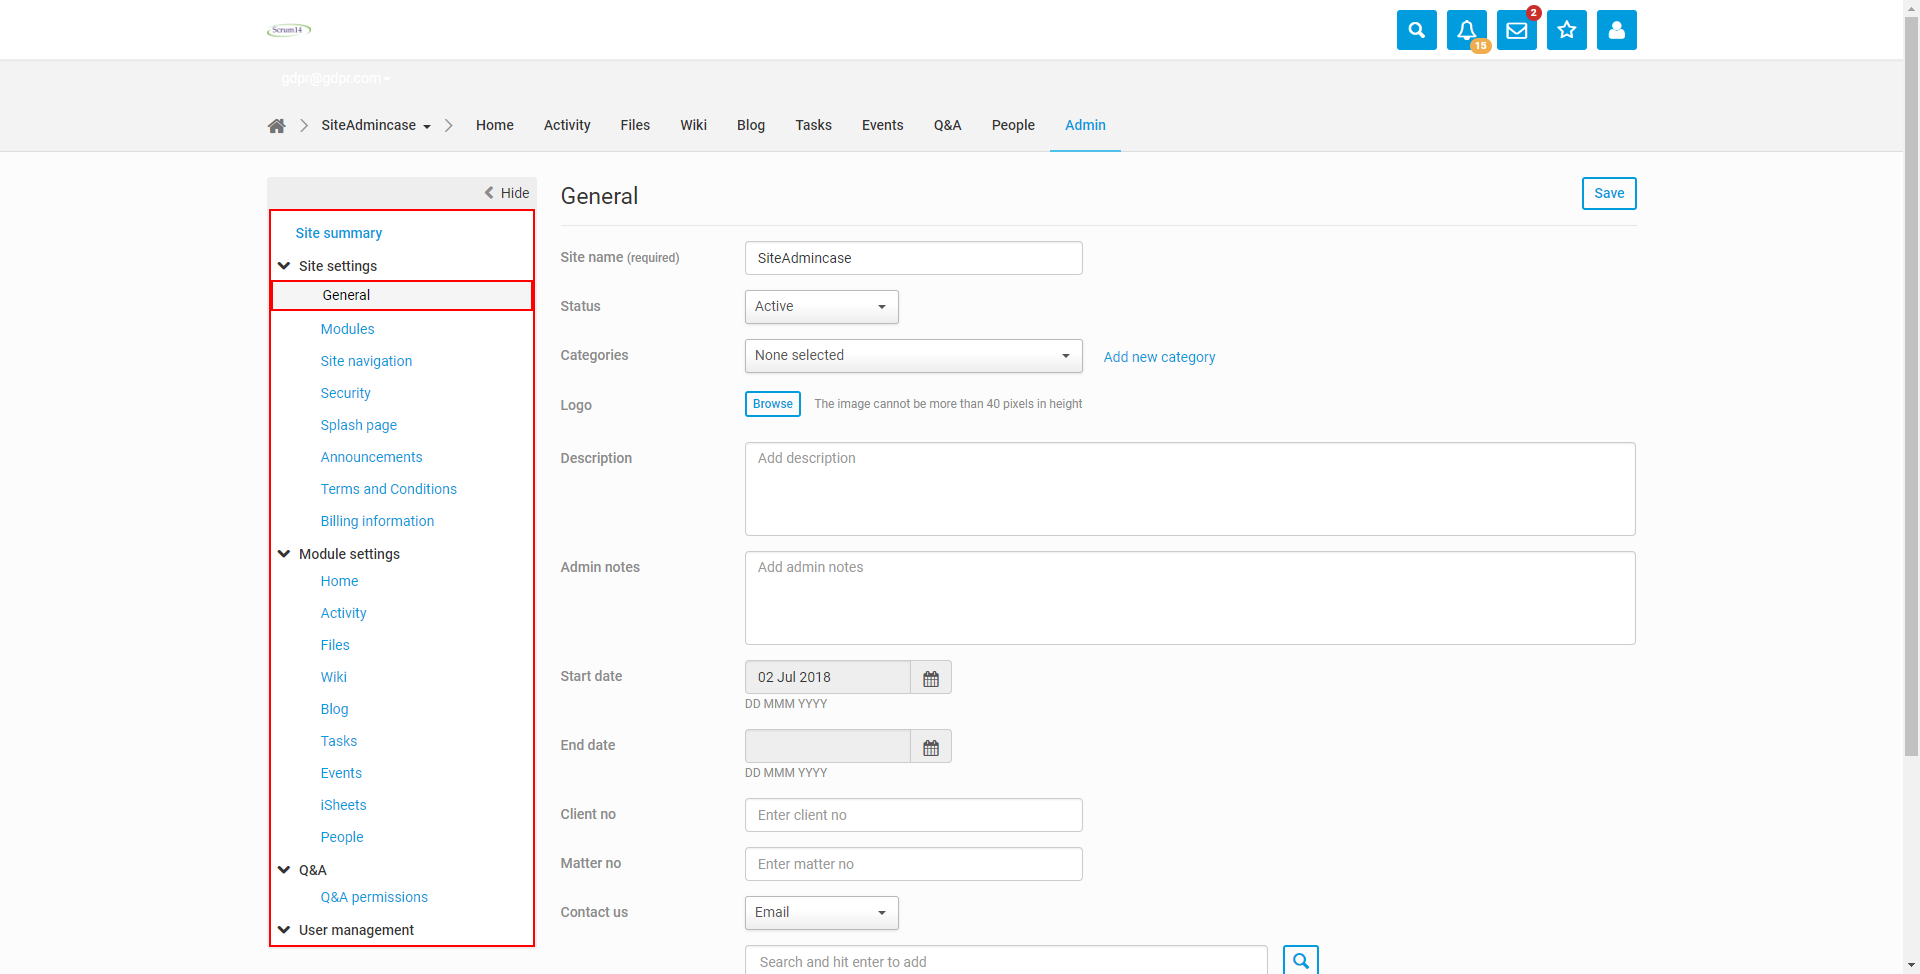 Scrum14
15
2
gdpr@gdpr.com
SiteAdmincase
Home
Activity
Files
Wiki
Blog
Tasks
Events
Q&A
People
Admin
Hide
Site summary
Site settings
General
Modules
Site navigation
Security
Splash page
Announcements
Terms and Conditions
Billing information
Module settings
Home
Activity
Files
Wiki
Blog
Tasks
Events
iSheets
People
Q&A
Q&A permissions
User management
General
Save
Site name (required)
SiteAdmincase
Status
Active
Categories
None selected
Add new category
Logo
Browse
The image cannot be more than 40 pixels in height
Description
Add description
Admin notes
Add admin notes
Start date
02 Jul 2018
DD MMM YYYY
End date
DD MMM YYYY
Client no
Enter client no
Matter no
Enter matter no
Contact us
Email
Search and hit enter to add